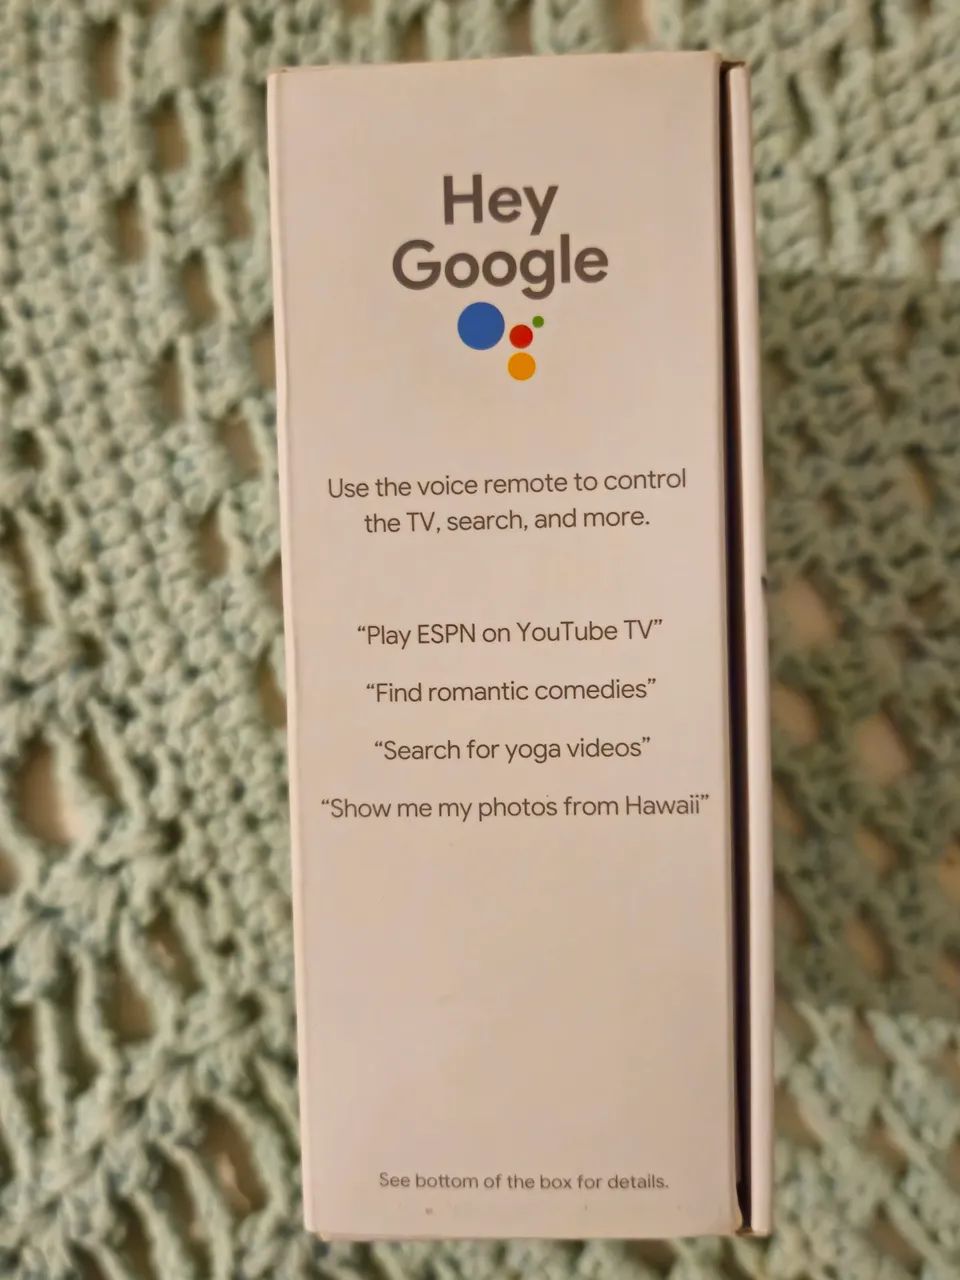 Hey
Google
Use the voice remote to control
the TV, search, and more.
“Play ESPN on YouTube TV”
“Find romantic comedies”
“Search for yoga videos”
“Show me my photos from Hawaii”
See bottom of the box for details.